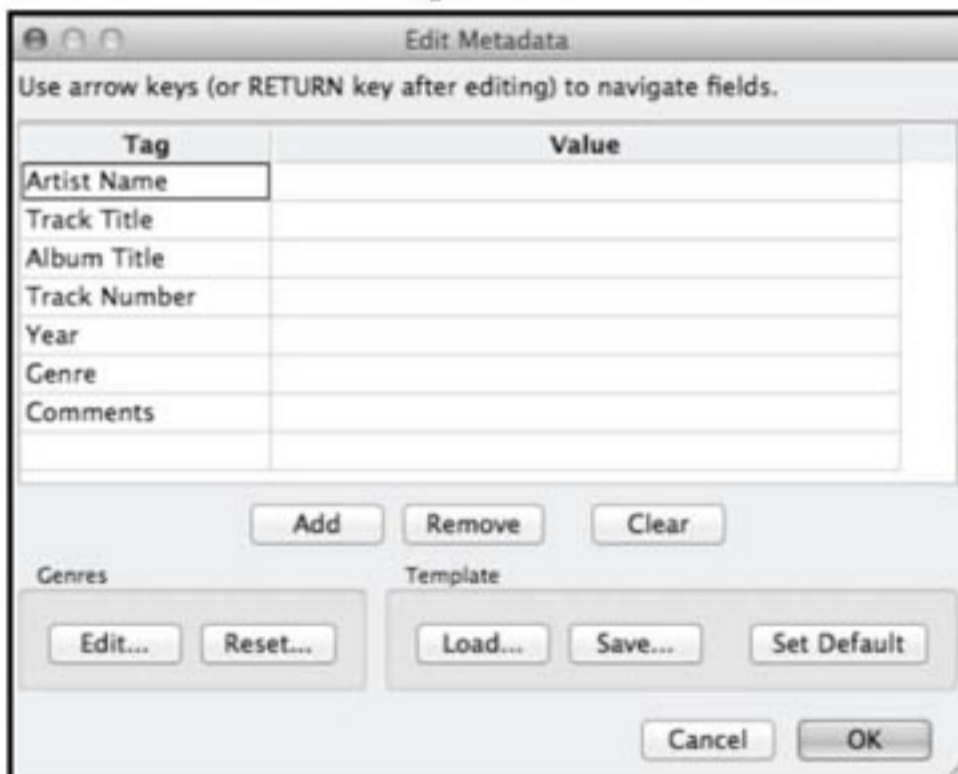 Edit Metadata
Use arrow keys (or RETURN key after editing) to navigate fields.
Tag Value
Artist Name
Track Title
Album Title
Track Number
Year
Genre
Comments
Add Remove Clear
Genres Template
Edit... Reset... Load... Save... Set Default
Cancel OK